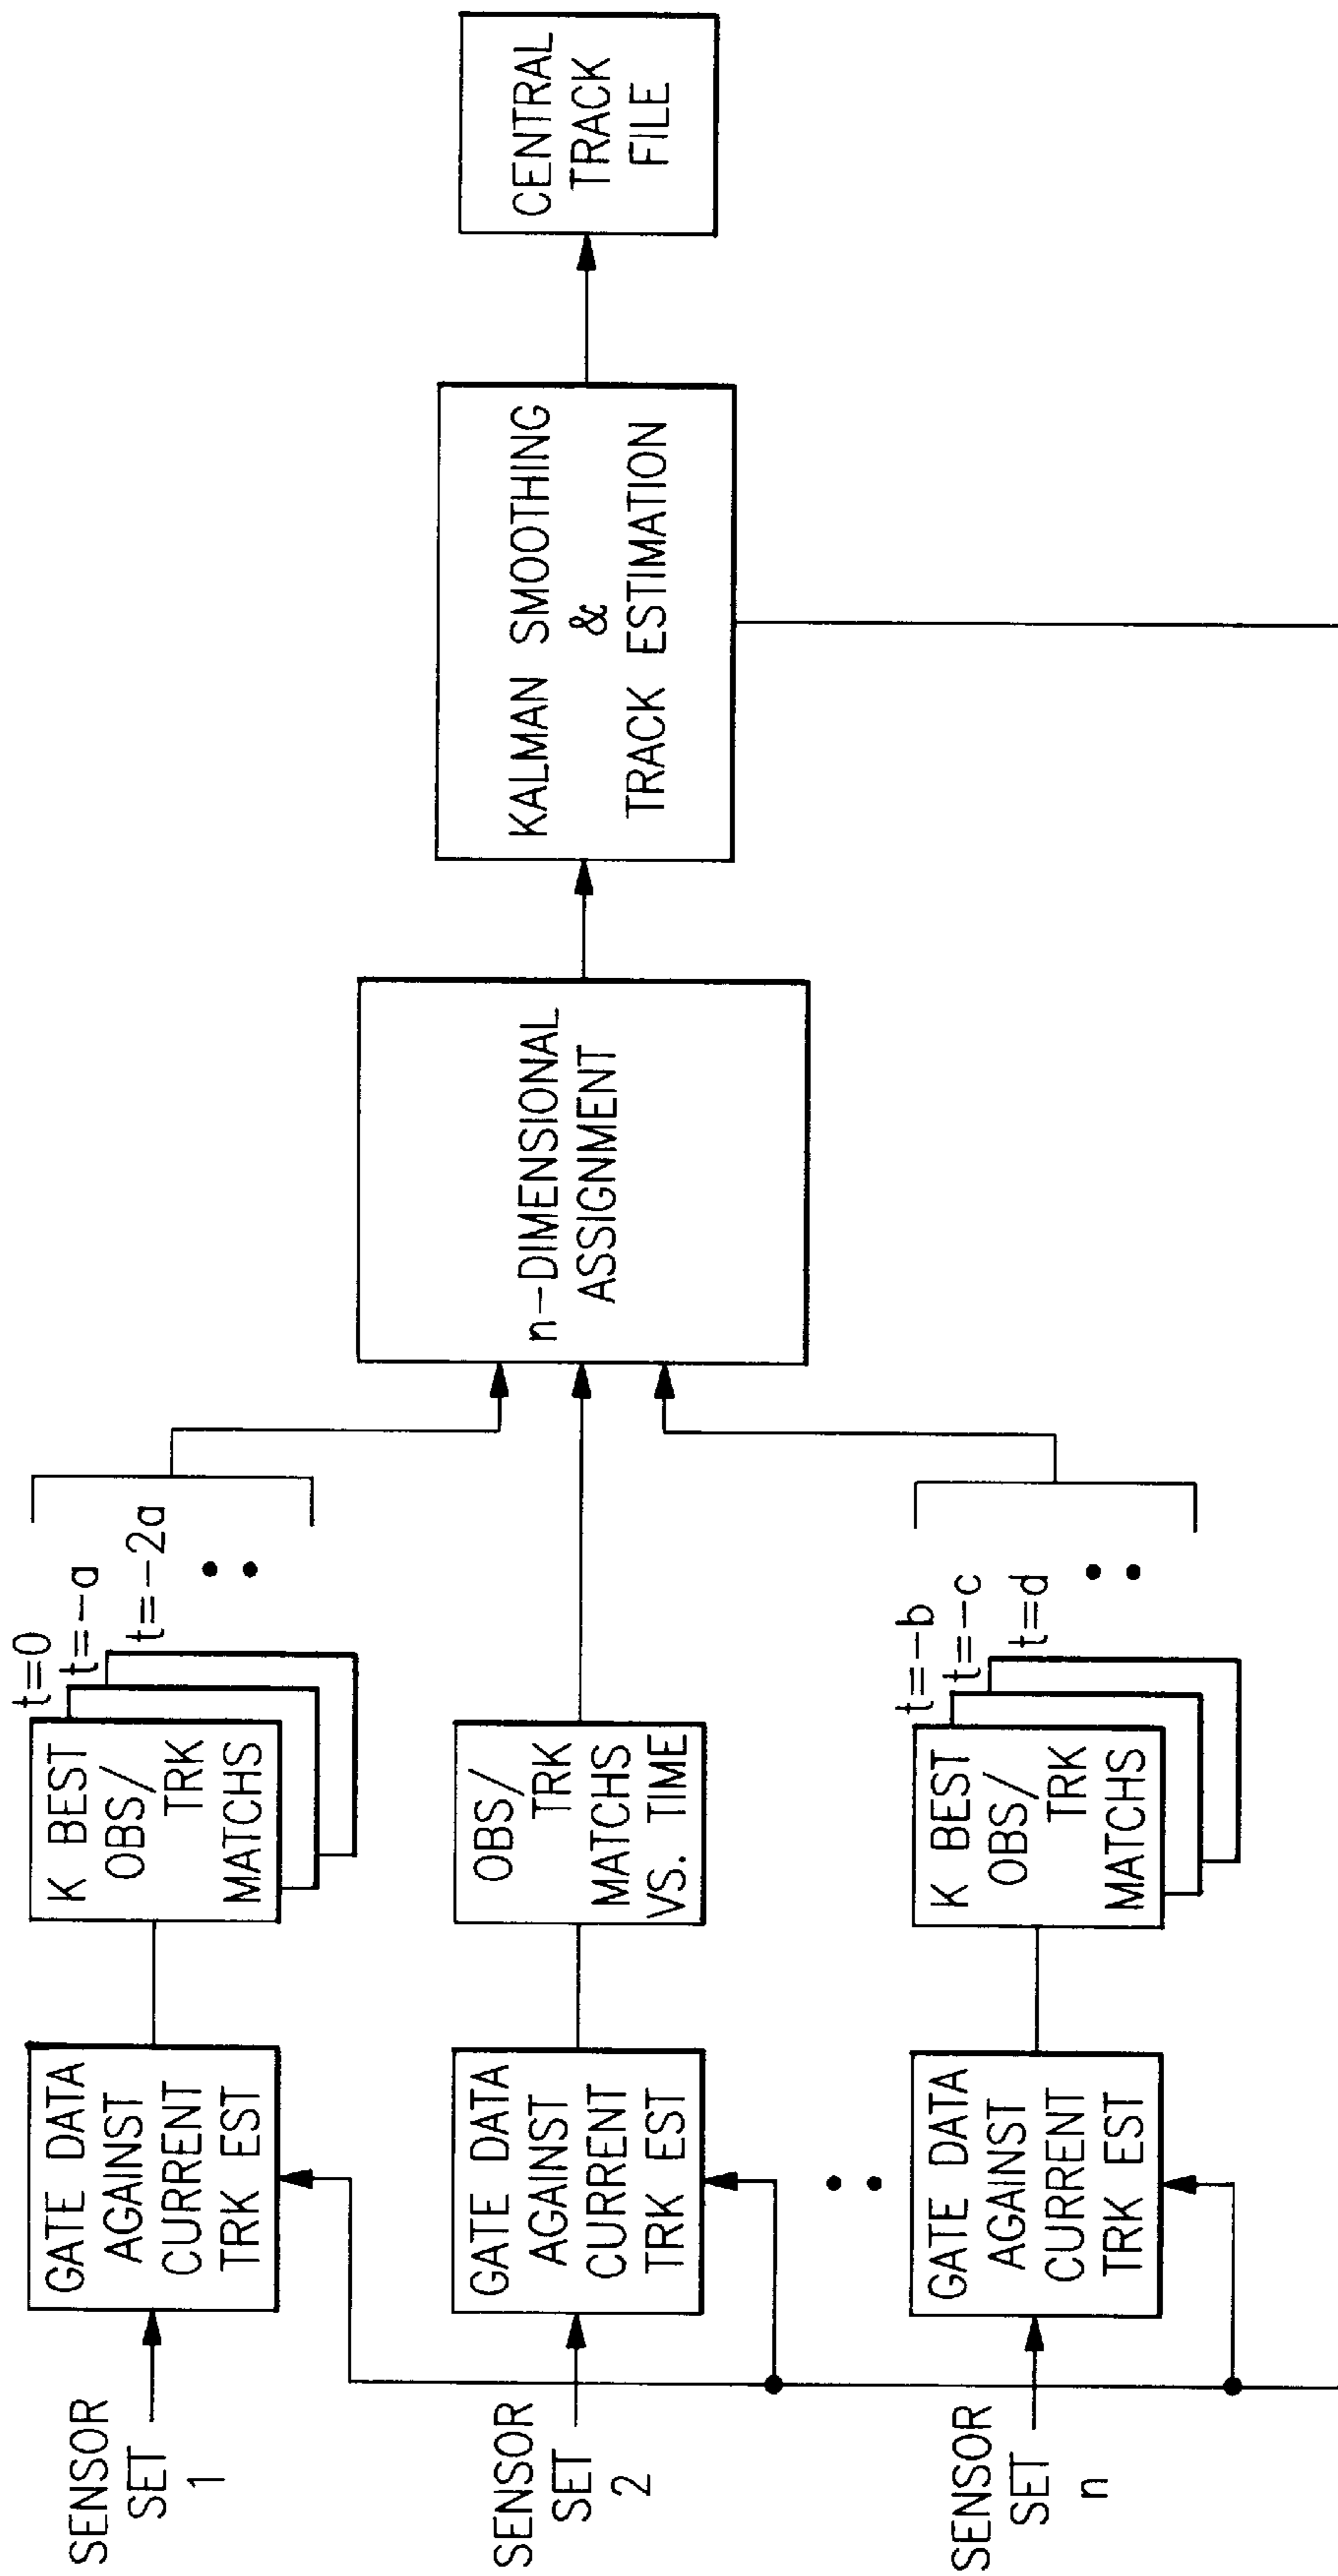 SENSOR
SET
1
GATE DATA
AGAINST
CURRENT
TRK EST
K BEST
OBS/
TRK
MATCHS
t=0
t=-a
t=-2a
SENSOR
SET
2
GATE DATA
AGAINST
CURRENT
TRK EST
OBS/
TRK
MATCHS
VS. TIME
SENSOR
SET
n
GATE DATA
AGAINST
CURRENT
TRK EST
K BEST
OBS/
TRK
MATCHS
t=-b
t=-c
t=d
n-DIMENSIONAL
ASSIGNMENT
KALMAN SMOOTHING
&
TRACK ESTIMATION
CENTRAL
TRACK
FILE